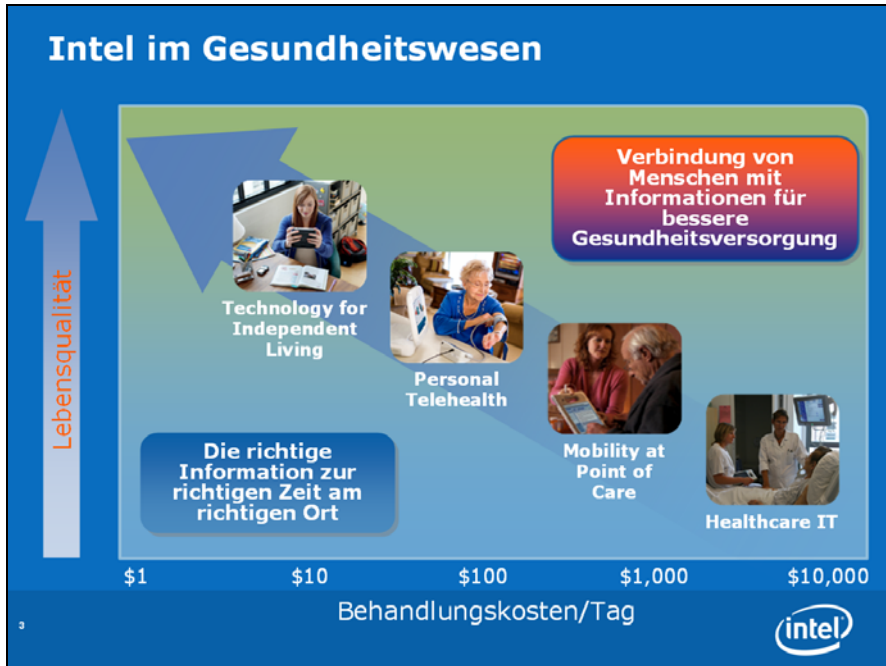 Intel im Gesundheitswesen
Lebensqualität
Verbindung von
Menschen mit
Informationen für
bessere
Gesundheitsversorgung
Technology for
Independent
Living
Personal
Telehealth
Mobility at
Point of
Care
Healthcare IT
Die richtige
Information zur
richtigen Zeit am
richtigen Ort
$1 $10 $100 $1,000 $10,000
Behandlungskosten/Tag
3
intel